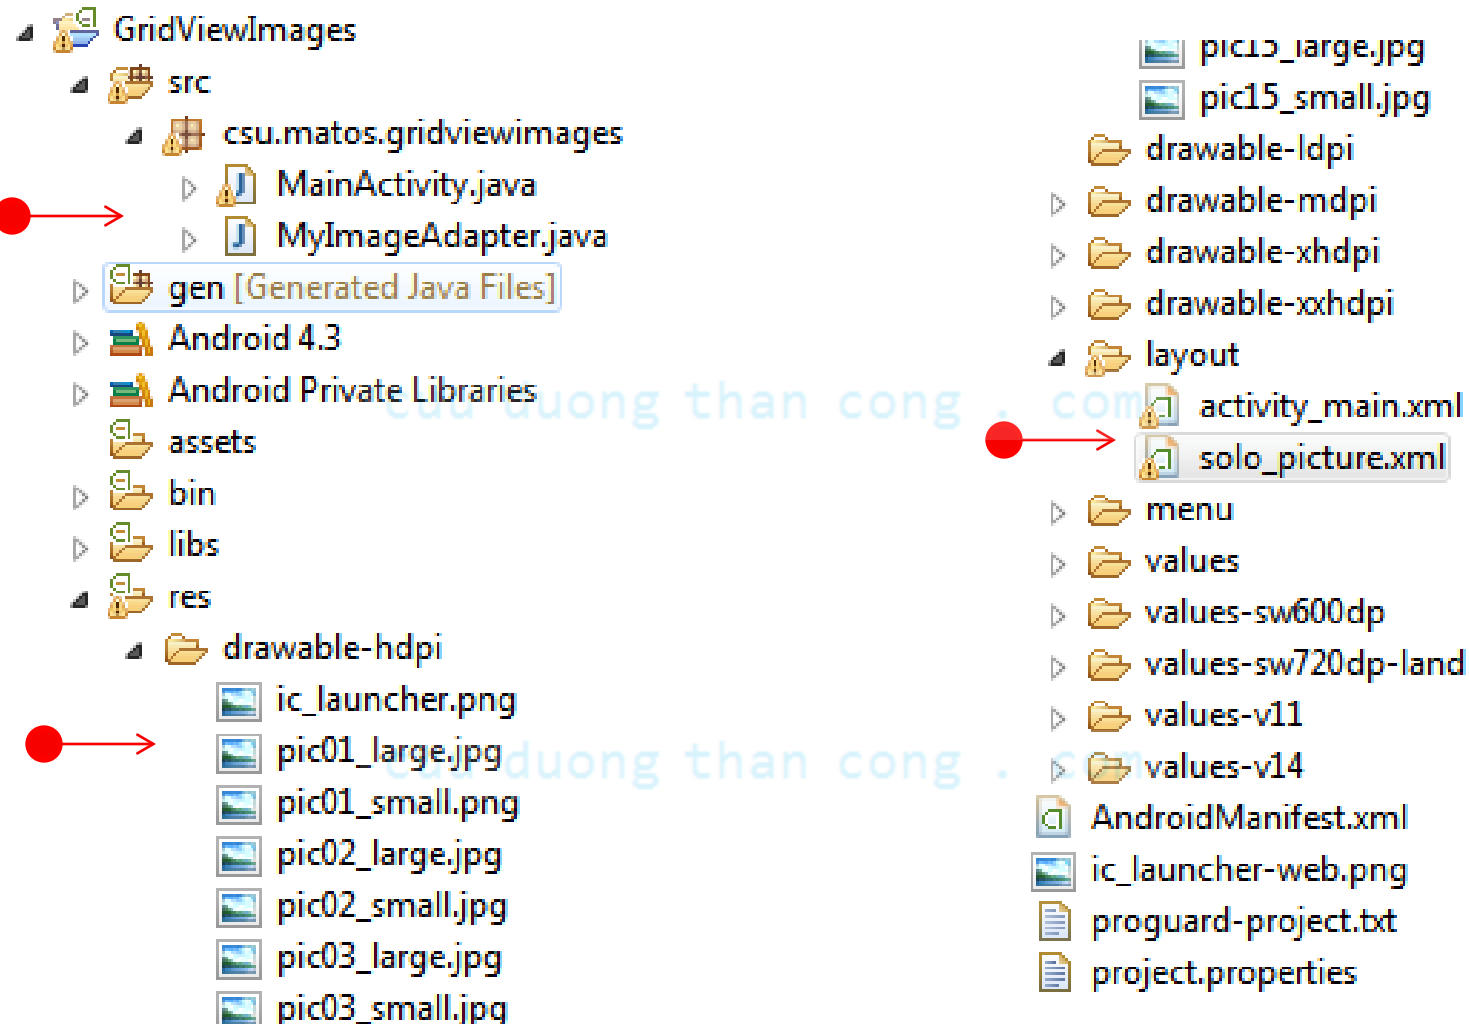 GridViewImages
src
csu.matos.gridviewimages
MainActivity.java
MyImageAdapter.java
gen [Generated Java Files]
Android 4.3
Android Private Libraries
assets
bin
libs
res
drawable-hdpi
ic_launcher.png
pic01_large.jpg
pic01_small.png
pic02_large.jpg
pic02_small.jpg
pic03_large.jpg
pic03_small.jpg
pic15_large.jpg
pic15_small.jpg
drawable-ldpi
drawable-mdpi
drawable-xhdpi
drawable-xxhdpi
layout
activity_main.xml
solo_picture.xml
menu
values
values-sw600dp
values-sw720dp-land
values-v11
values-v14
AndroidManifest.xml
ic_launcher-web.png
proguard-project.txt
project.properties
cuu duong than cong . com
cuu duong than cong . com